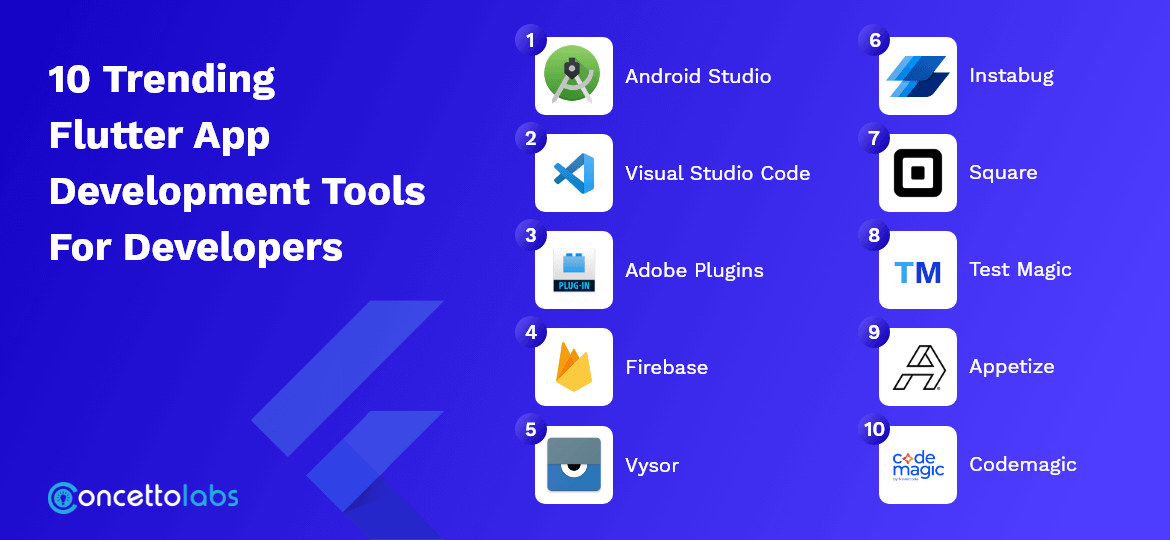 10 Trending
Flutter App
Development Tools
For Developers
1
Android Studio
2
Visual Studio Code
3
PLUG-IN
Adobe Plugins
4
Firebase
5
Vysor
6
Instabug
7
Square
8
TM
Test Magic
9
Appetize
10
code
magic
by Nevercode
Codemagic
Concettolabs